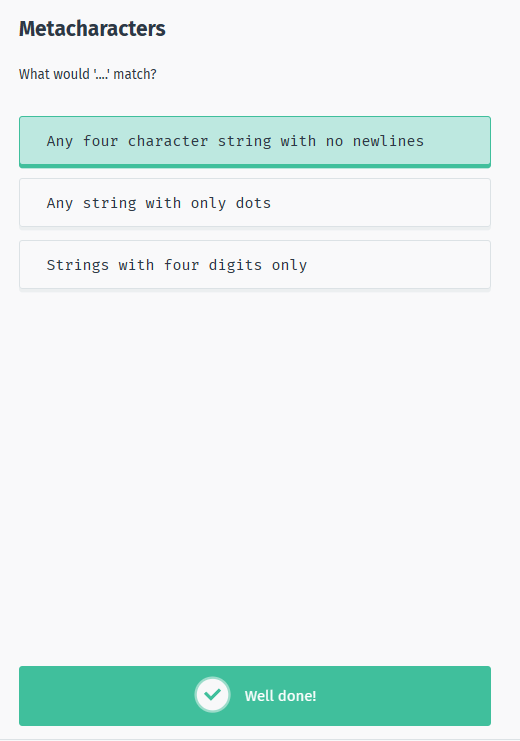 Metacharacters
What would '....' match?
Any four character string with no newlines
Any string with only dots
Strings with four digits only
Well done!